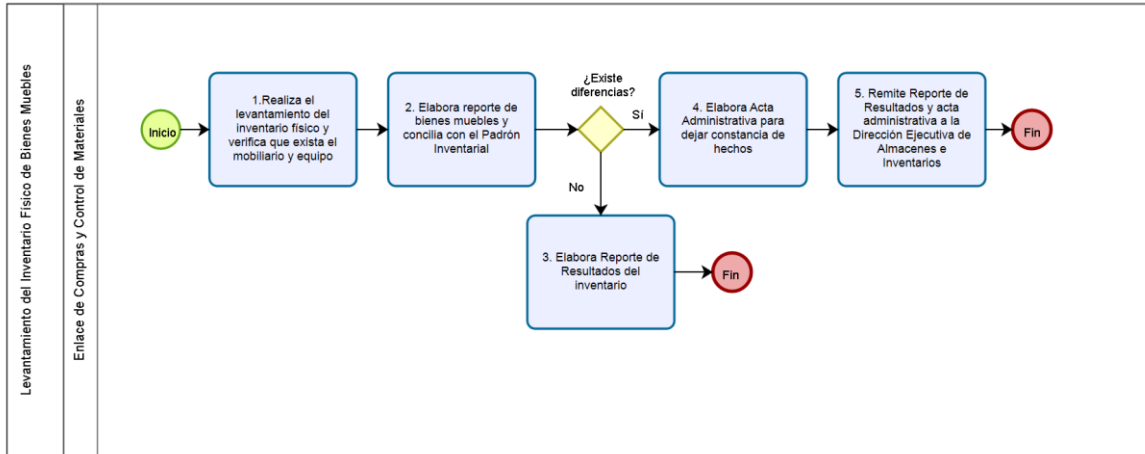 Levantamiento del Inventario Físico de Bienes Muebles
Enlace de Compras y Control de Materiales
Inicio
1.Realiza el
levantamiento del
inventario físico y
verifica que exista el
mobiliario y equipo
2. Elabora reporte de
bienes muebles y
concilia con el Padrón
Inventarial
¿Existe
diferencias?
Sí
4. Elabora Acta
Administrativa para
dejar constancia de
hechos
5. Remite Reporte de
Resultados y acta
administrativa a la
Dirección Ejecutiva de
Almacenes e
Inventarios
Fin
No
3. Elabora Reporte de
Resultados del
inventario
Fin